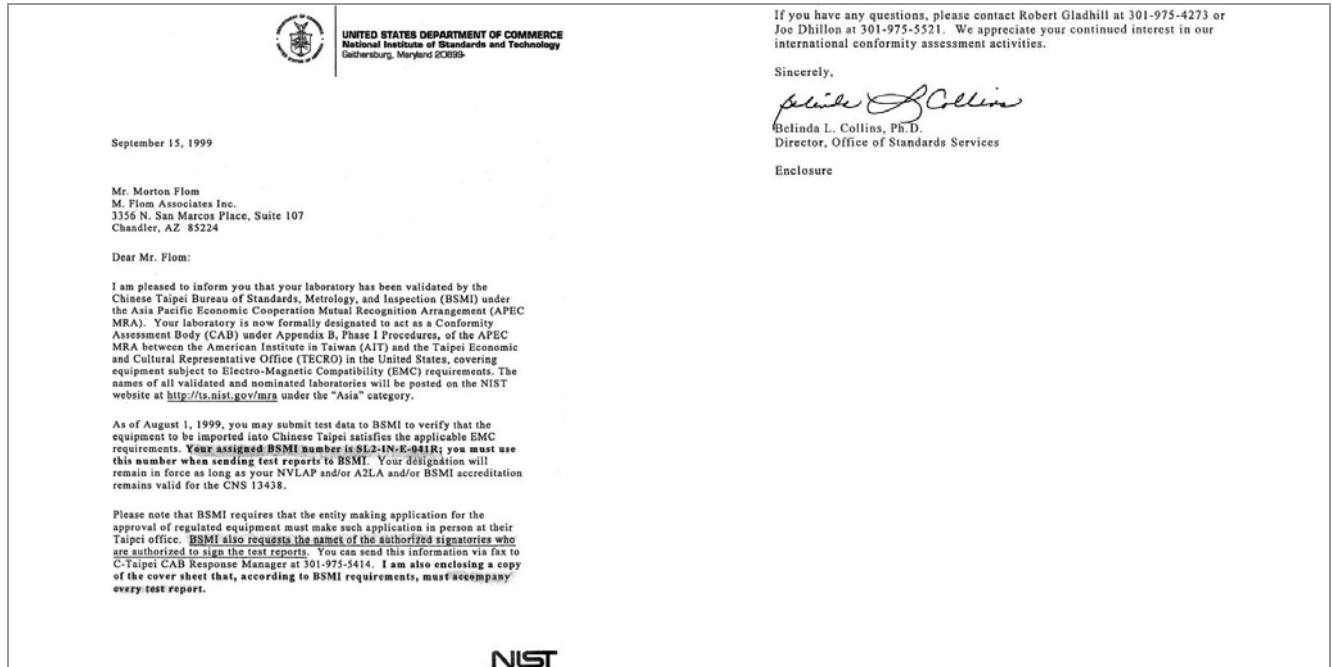 UNITED STATES DEPARTMENT OF COMMERCE
National Institute of Standards and Technology
Gaithersburg, Maryland 20899-
September 15, 1999
Mr. Morton Flom
M. Flom Associates Inc.
3356 N. San Marcos Place, Suite 107
Chandler, AZ 85224
Dear Mr. Flom:
I am pleased to inform you that your laboratory has been validated by the
Chinese Taipei Bureau of Standards, Metrology, and Inspection (BSMI) under
the Asia Pacific Economic Cooperation Mutual Recognition Arrangement (APEC
MRA). Your laboratory is now formally designated to act as a Conformity
Assessment Body (CAB) under Appendix B, Phase I Procedures, of the APEC
MRA between the American Institute in Taiwan (AIT) and the Taipei Economic
and Cultural Representative Office (TECRO) in the United States, covering
equipment subject to Electro-Magnetic Compatibility (EMC) requirements. The
names of all validated and nominated laboratories will be posted on the NIST
website at http://ts.nist.gov/mra under the "Asia" category.
As of August 1, 1999, you may submit test data to BSMI to verify that the
equipment to be imported into Chinese Taipei satisfies the applicable EMC
requirements. Your assigned BSMI number is SL2-IN-E-041R; you must use
this number when sending test reports to BSMI. Your designation will
remain in force as long as your NVLAP and/or A2LA and/or BSMI accreditation
remains valid for the CNS 13438.
Please note that BSMI requires that the entity making application for the
approval of regulated equipment must make such application in person at their
Taipei office. BSMI also requests the names of the authorized signatories who
are authorized to sign the test reports. You can send this information via fax to
C-Taipei CAB Response Manager at 301-975-5414. I am also enclosing a copy
of the cover sheet that, according to BSMI requirements, must accompany
every test report.
NIST
If you have any questions, please contact Robert Gladhill at 301-975-4273 or
Joe Dhillon at 301-975-5521. We appreciate your continued interest in our
international conformity assessment activities.
Sincerely,
Belinda L Collins
Belinda L. Collins, Ph.D.
Director, Office of Standards Services
Enclosure